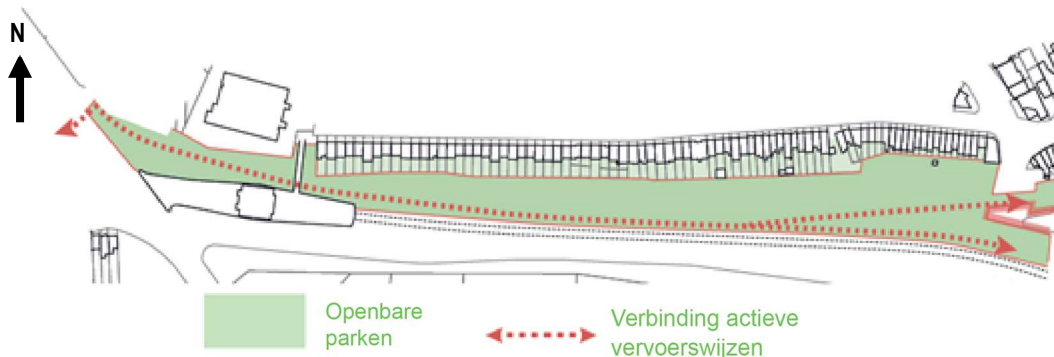 N
Openbare
parken
Verbinding actieve
vervoerswijzen